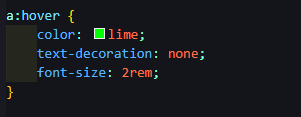 a:hover {
    color: lime;
    text-decoration: none;
    font-size: 2rem;
}